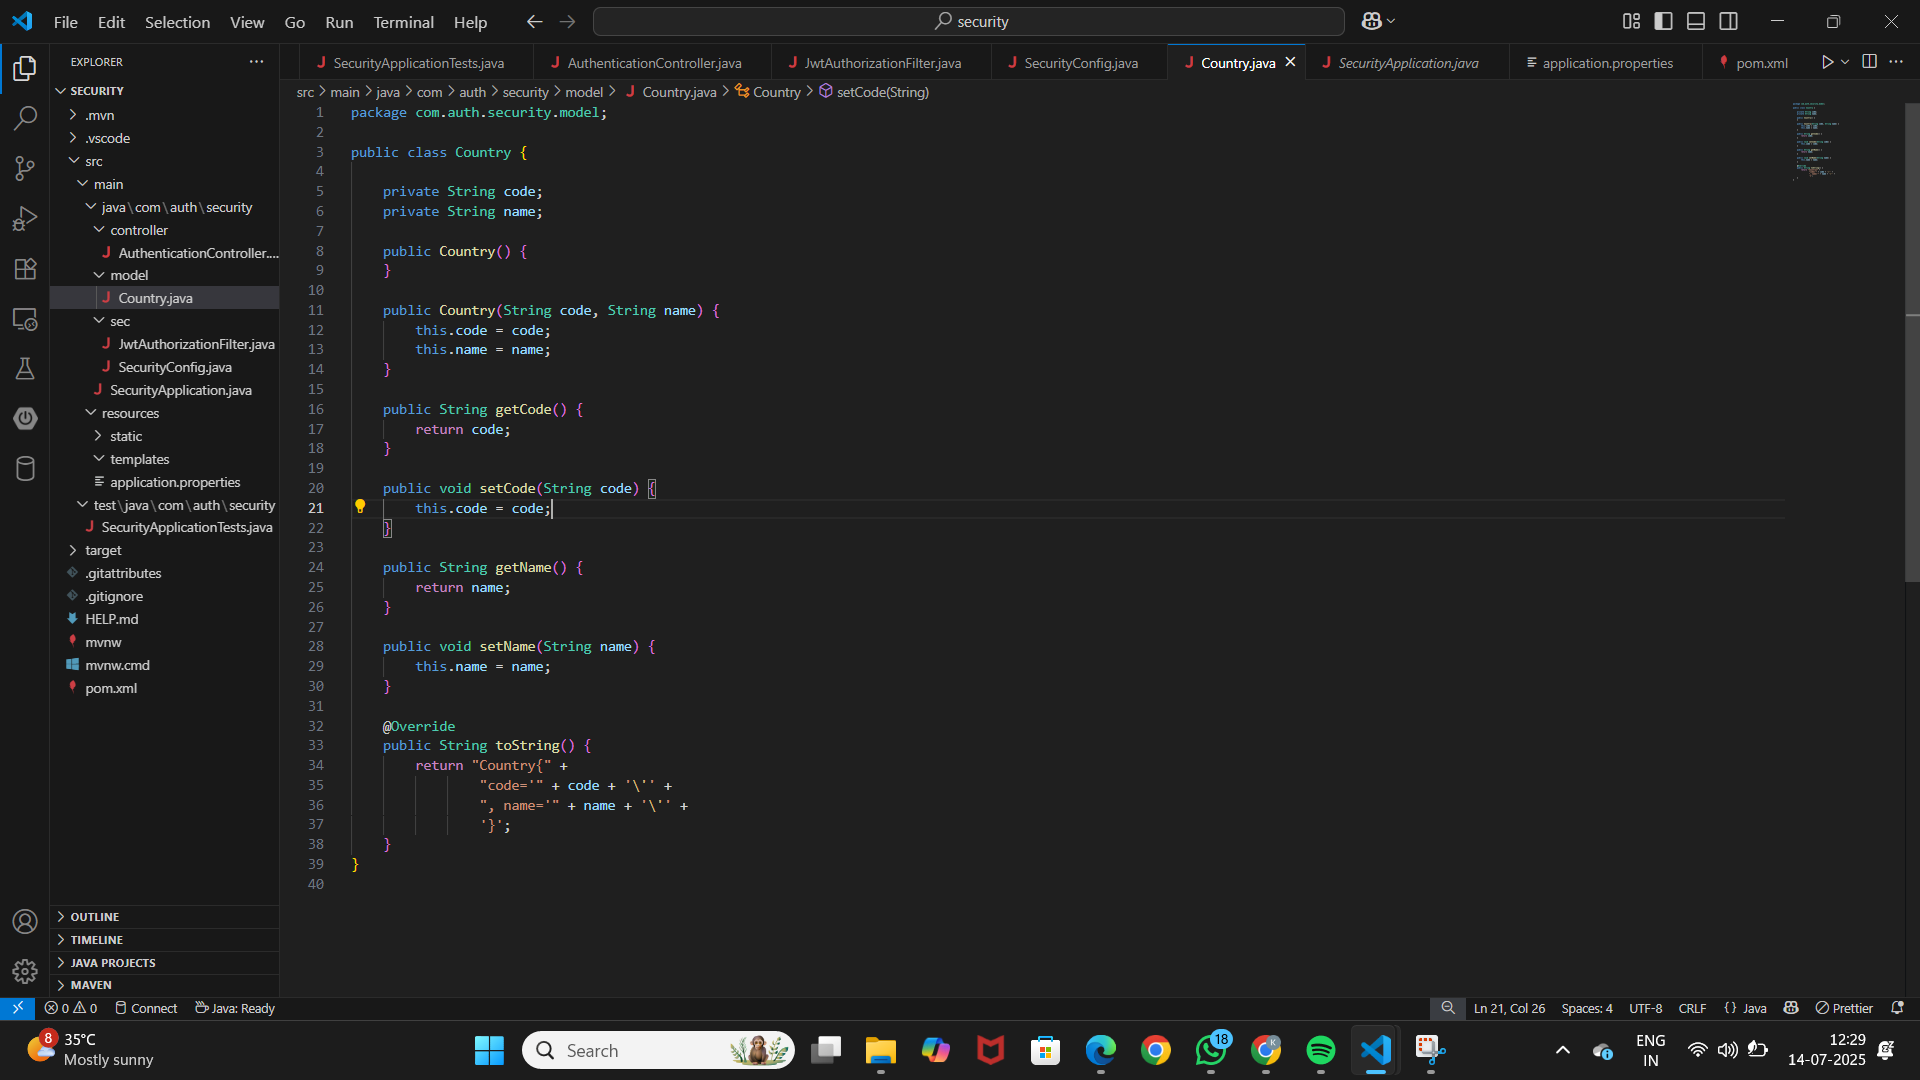 File Edit Selection View Go Run Terminal Help
security
EXPLORER
SecurityApplicationTests.java
AuthenticationController.java
JwtAuthorizationFilter.java
SecurityConfig.java
Country.java
SecurityApplication.java
application.properties
pom.xml
src > main > java > com > auth > security > model > Country.java > Country > setCode(String)
SECURITY
.mvn
.vscode
src
main
java\com\auth\security
controller
AuthenticationController....
model
Country.java
sec
JwtAuthorizationFilter.java
SecurityConfig.java
SecurityApplication.java
resources
static
templates
application.properties
test\java\com\auth\security
SecurityApplicationTests.java
target
.gitattributes
.gitignore
HELP.md
mvnw
mvnw.cmd
pom.xml
OUTLINE
TIMELINE
JAVA PROJECTS
MAVEN
1 package com.auth.security.model;
2
3 public class Country {
4
5 private String code;
6 private String name;
7
8 public Country() {
9 }
10
11 public Country(String code, String name) {
12 this.code = code;
13 this.name = name;
14 }
15
16 public String getCode() {
17 return code;
18 }
19
20 public void setCode(String code) {
21 this.code = code;
22 }
23
24 public String getName() {
25 return name;
26 }
27
28 public void setName(String name) {
29 this.name = name;
30 }
31
32 @Override
33 public String toString() {
34 return "Country{" +
35 "code='" + code + '\'' +
36 ", name='" + name + '\'' +
37 '}';
38 }
39 }
40
0 0 Connect Java: Ready
Ln 21, Col 26 Spaces: 4 UTF-8 CRLF {} Java Prettier
8
35°C
Mostly sunny
Search
18
K
ENG
IN
12:29
14-07-2025